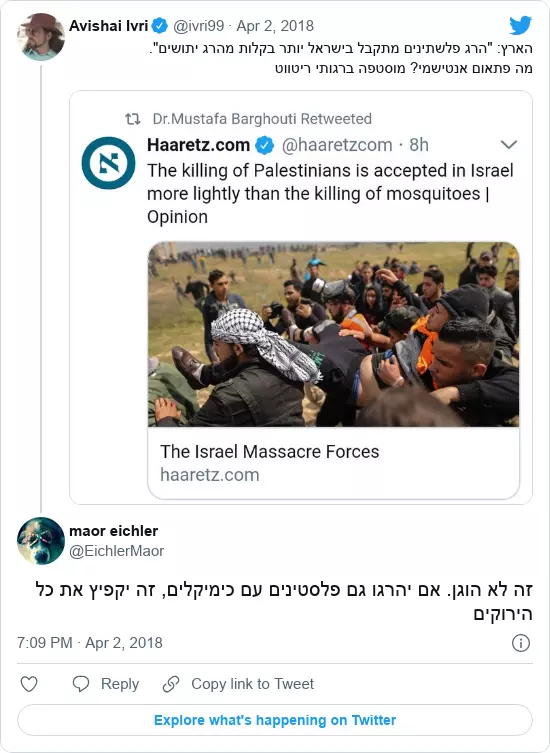 Avishai Ivri @ivri99 · Apr 2, 2018
הארץ: "הרג פלשתינים מתקבל בישראל יותר בקלות מהרג יתושים".
מה פתאום אנטישמי? מוסטפה ברגותי ריטווט
Dr.Mustafa Barghouti Retweeted
Haaretz.com @haaretzcom · 8h
The killing of Palestinians is accepted in Israel
more lightly than the killing of mosquitoes |
Opinion
The Israel Massacre Forces
haaretz.com
maor eichler
@EichlerMaor
זה לא הוגן. אם יהרגו גם פלסטינים עם כימיקלים, זה יקפיץ את כל
הירוקים
7:09 PM · Apr 2, 2018
Reply
Copy link to Tweet
Explore what's happening on Twitter